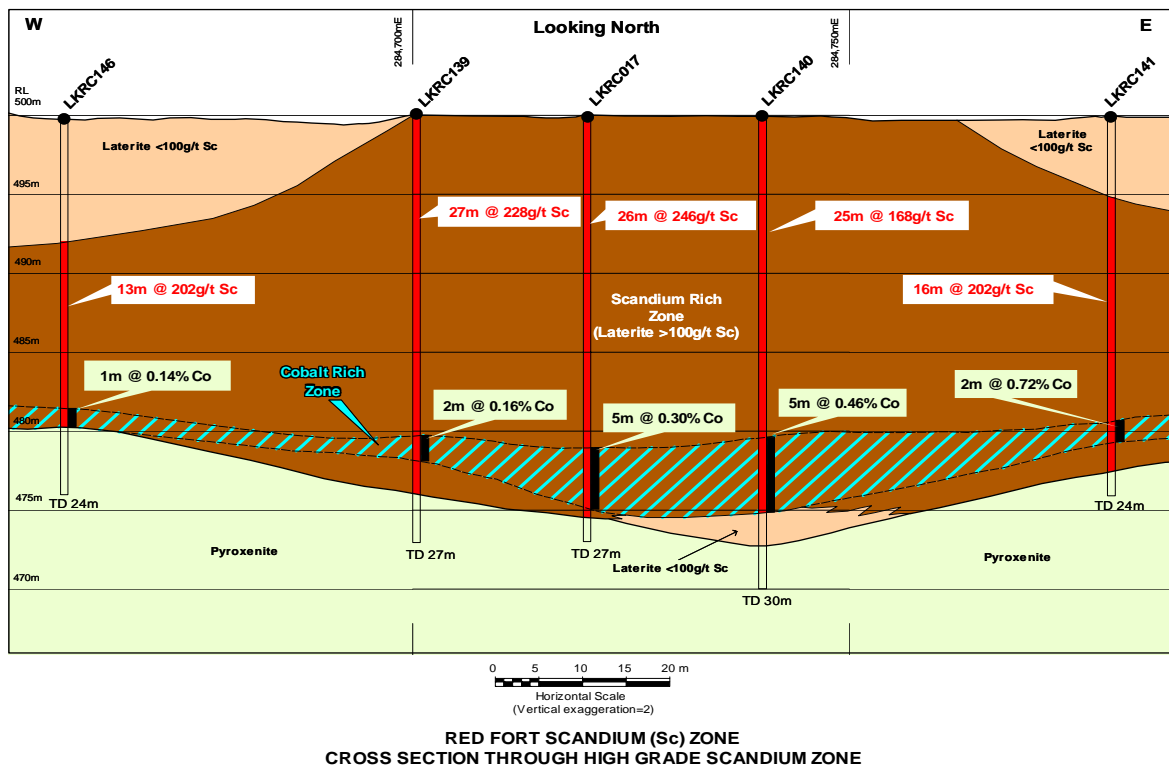 W
Looking North
E
284,700mE
284,750mE
LKRC146
LKRC139
LKRC017
LKRC140
LKRC141
RL
500m
Laterite <100g/t Sc
Laterite
<100g/t Sc
495m
27m @ 228g/t Sc
26m @ 246g/t Sc
25m @ 168g/t Sc
490m
13m @ 202g/t Sc
16m @ 202g/t Sc
Scandium Rich
Zone
(Laterite >100g/t Sc)
485m
1m @ 0.14% Co
Cobalt Rich
Zone
2m @ 0.16% Co
5m @ 0.30% Co
5m @ 0.46% Co
2m @ 0.72% Co
480m
475m
TD 24m
TD 24m
Pyroxenite
TD 27m
TD 27m
Laterite <100g/t Sc
Pyroxenite
470m
TD 30m
0 5 10 15 20 m
Horizontal Scale
(Vertical exaggeration=2)
RED FORT SCANDIUM (Sc) ZONE
CROSS SECTION THROUGH HIGH GRADE SCANDIUM ZONE